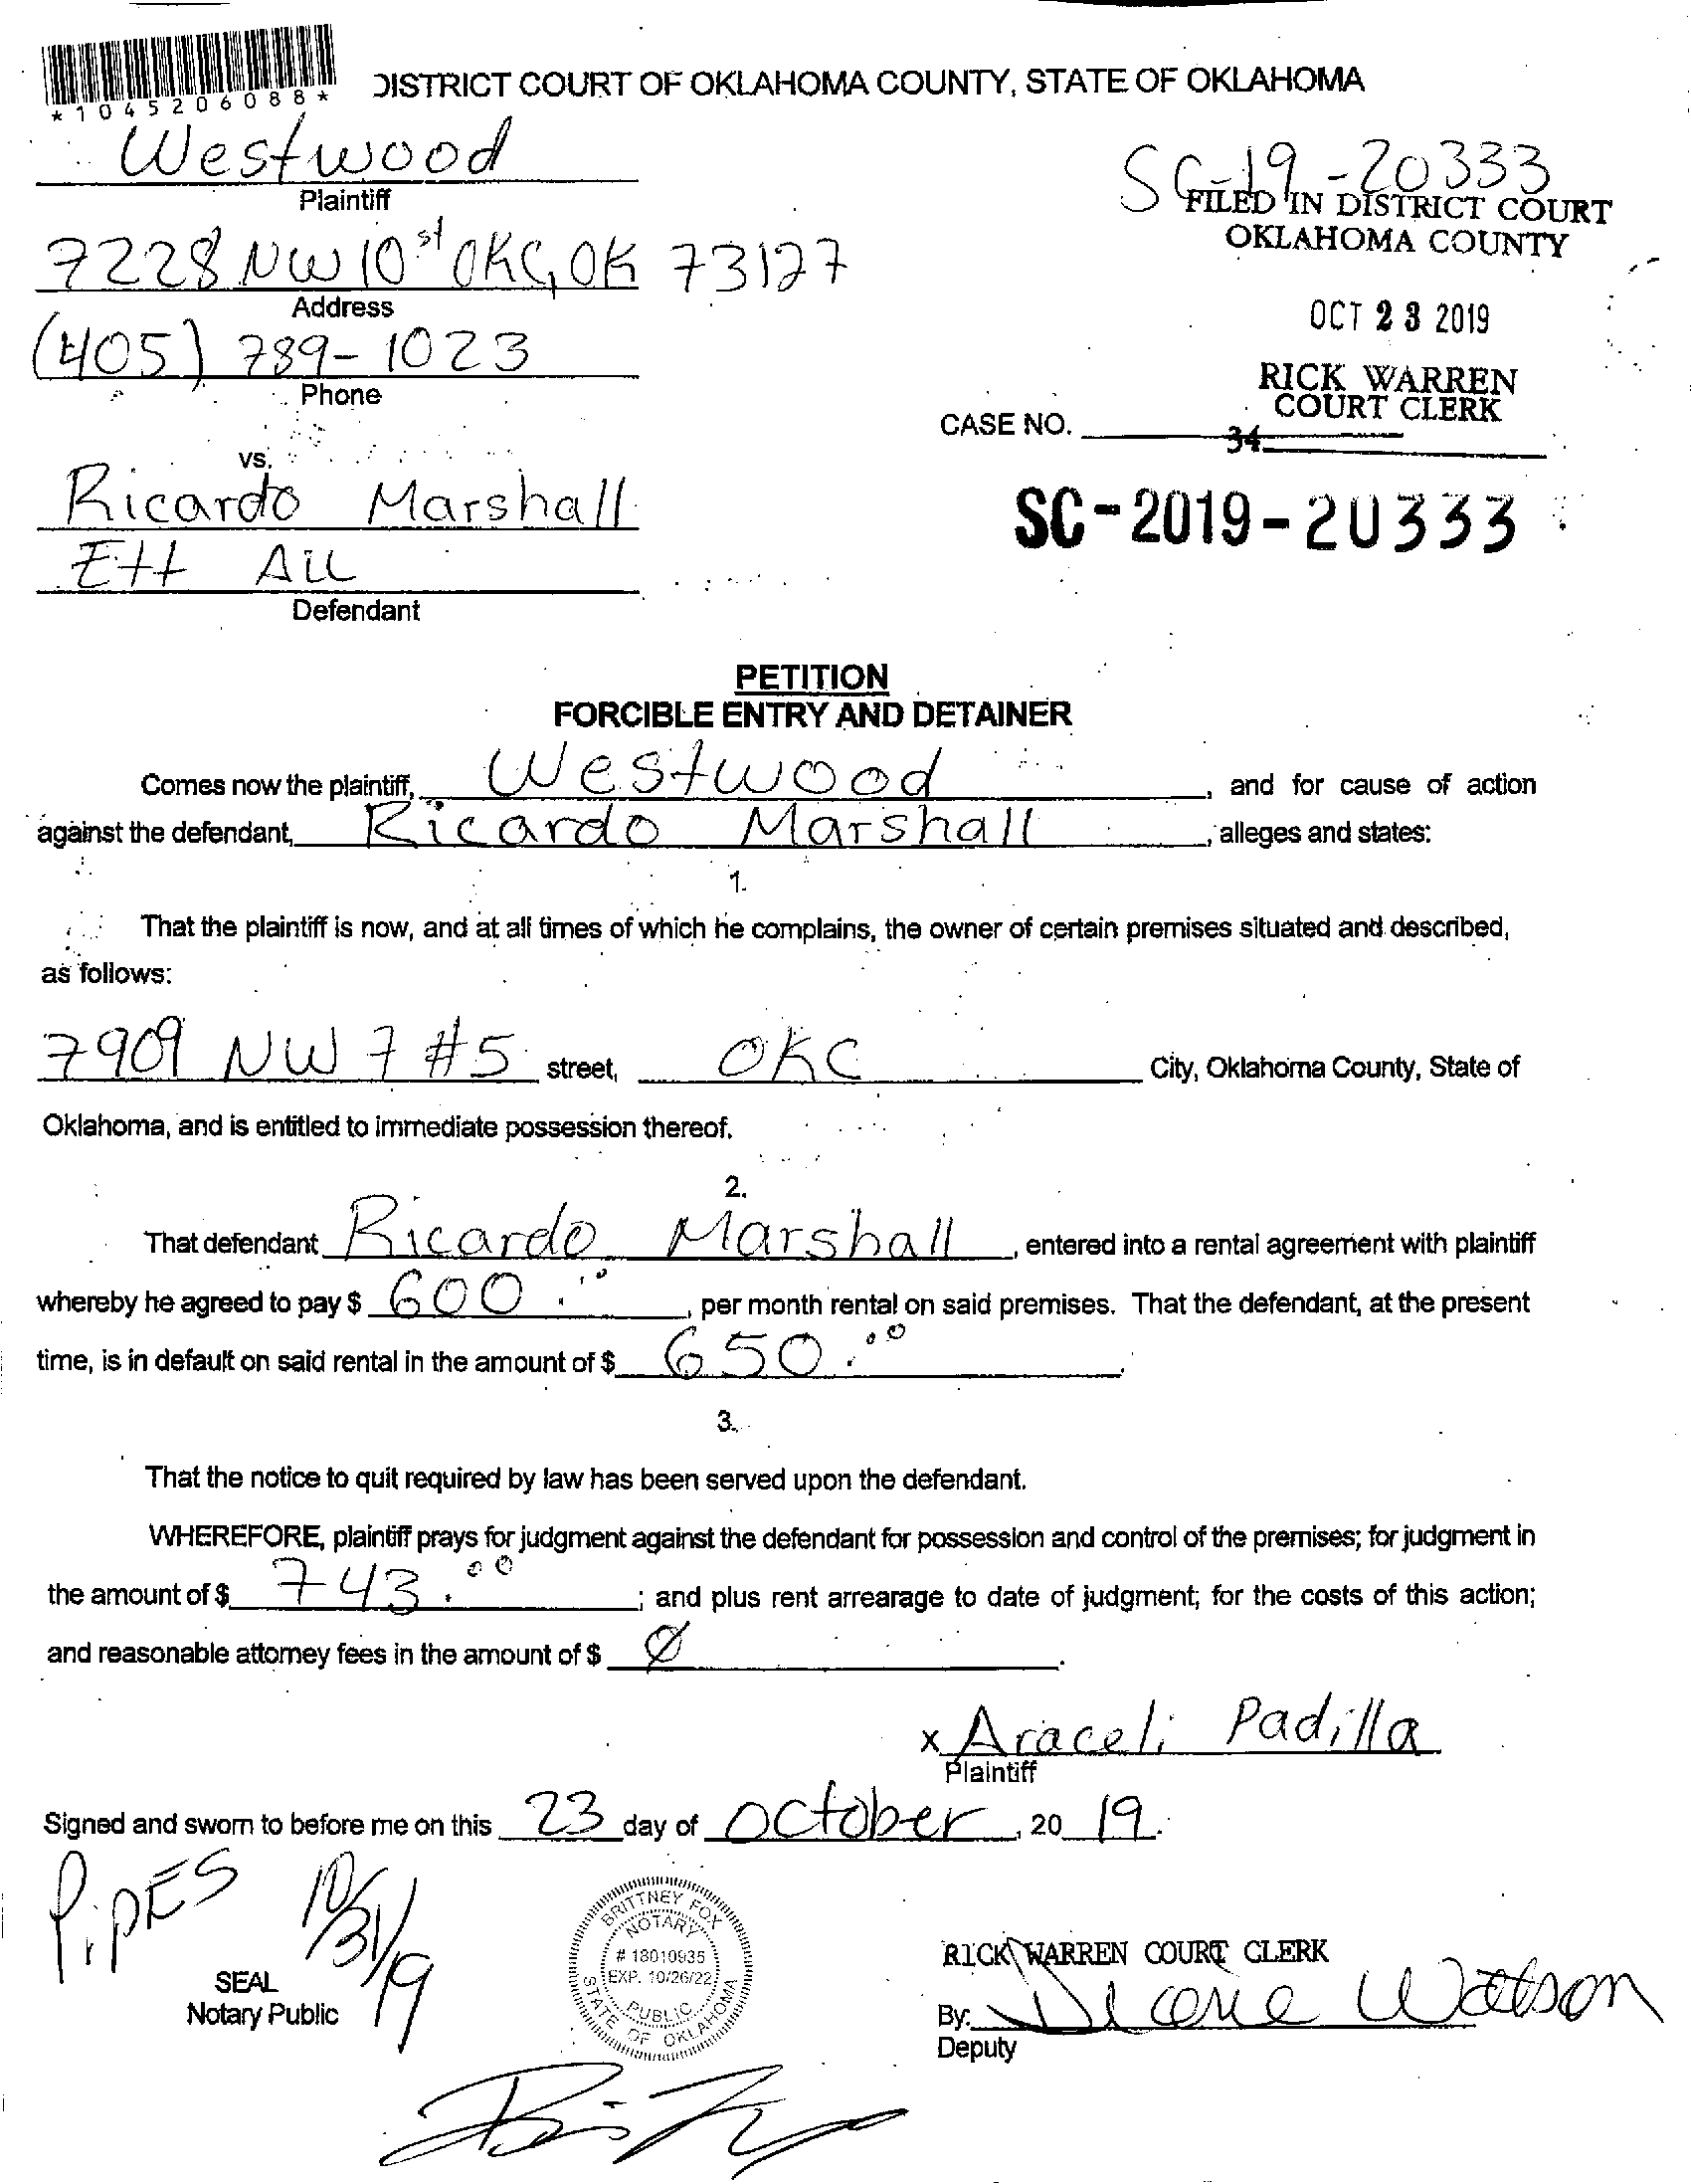 *1045206088*
DISTRICT COURT OF OKLAHOMA COUNTY, STATE OF OKLAHOMA
Westwood
Plaintiff
SC-19-20333
FILED IN DISTRICT COURT
OKLAHOMA COUNTY
7228 NW 10st OKC, OK 73127
Address
OCT 23 2019
(405) 789-1023
Phone
RICK WARREN
COURT CLERK
CASE NO.
34
vs.
Ricardo Marshall
SC-2019-20333
Ett All
Defendant
PETITION
FORCIBLE ENTRY AND DETAINER
Comes now the plaintiff, Westwood, and for cause of action
against the defendant, Ricardo Marshall, alleges and states:
1.
That the plaintiff is now, and at all times of which he complains, the owner of certain premises situated and described,
as follows:
7909 NW 7 #5 street, OKC City, Oklahoma County, State of
Oklahoma, and is entitled to immediate possession thereof.
2.
That defendant Ricardo Marshall, entered into a rental agreement with plaintiff
whereby he agreed to pay $ 600.00, per month rental on said premises. That the defendant, at the present
time, is in default on said rental in the amount of $ 650.00.
3.
That the notice to quit required by law has been served upon the defendant.
WHEREFORE, plaintiff prays for judgment against the defendant for possession and control of the premises; for judgment in
the amount of $ 743.00; and plus rent arrearage to date of judgment; for the costs of this action;
and reasonable attorney fees in the amount of $ Ø.
x Araceli Padilla
Plaintiff
Signed and sworn to before me on this 23 day of October, 20 19.
PipES 10/31/19
BRITTNEY FOX
NOTARY
# 18010935
EXP. 10/26/22
PUBLIC
STATE OF OKLAHOMA
SEAL
Notary Public
RICK WARREN COURT CLERK
By: Watson
Deputy